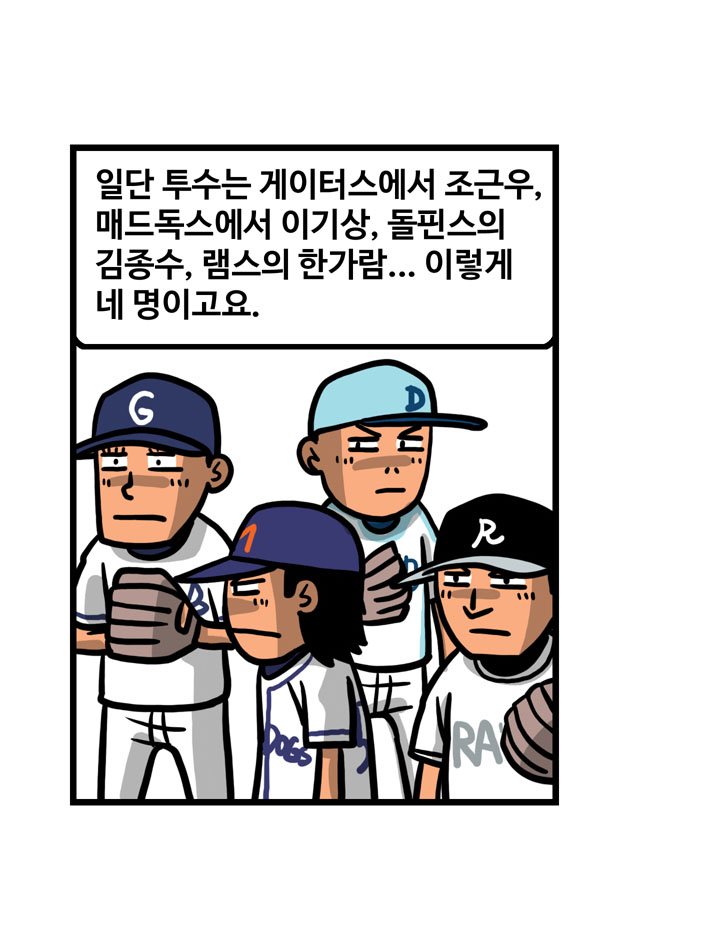 일단 투수는 게이터스에서 조근우,
매드독스에서 이기상, 돌핀스의
김종수, 램스의 한가람... 이렇게
네 명이고요.
G
D
R
DOGS
RA